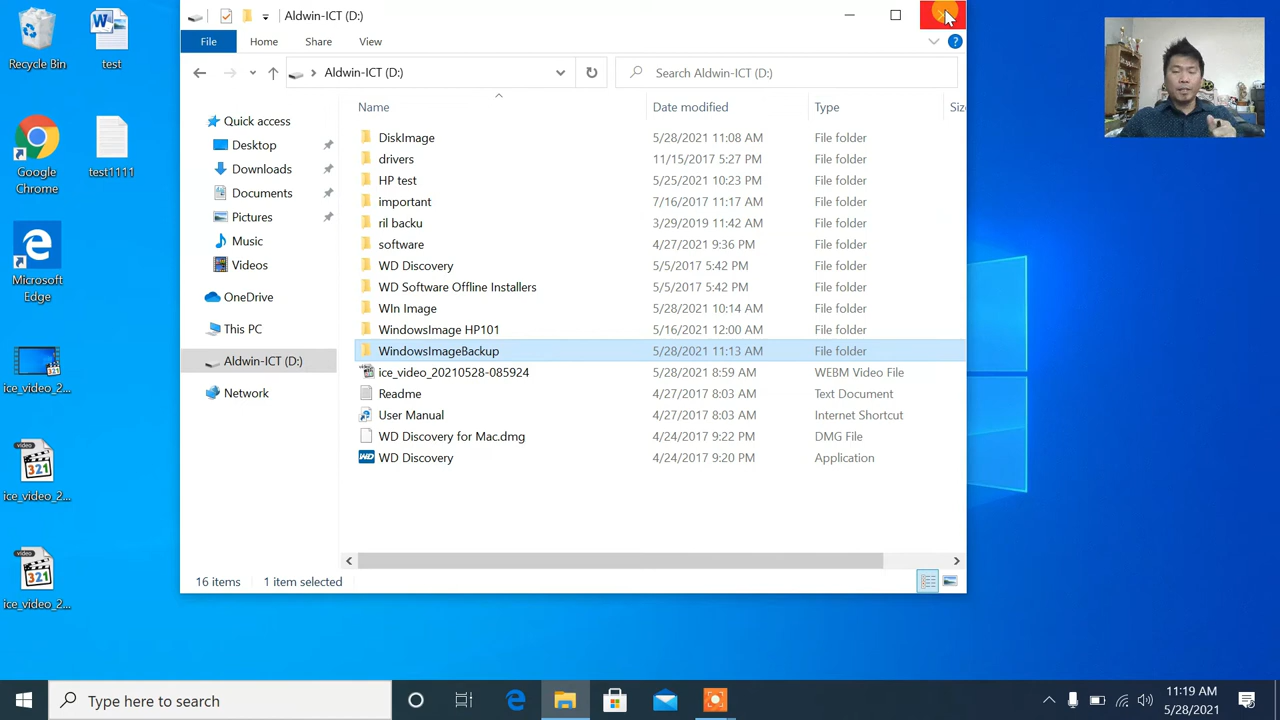 Aldwin-ICT (D:)
File Home Share View
Aldwin-ICT (D:)
Search Aldwin-ICT (D:)
Name Date modified Type Siz
Quick access
Desktop
Downloads
Documents
Pictures
Music
Videos
OneDrive
This PC
Aldwin-ICT (D:)
Network
DiskImage 5/28/2021 11:08 AM File folder
drivers 11/15/2017 5:27 PM File folder
HP test 5/25/2021 10:23 PM File folder
important 7/16/2017 11:17 AM File folder
ril backu 3/29/2019 11:42 AM File folder
software 4/27/2021 9:36 PM File folder
WD Discovery 5/5/2017 5:42 PM File folder
WD Software Offline Installers 5/5/2017 5:42 PM File folder
WIn Image 5/28/2021 10:14 AM File folder
WindowsImage HP101 5/16/2021 12:00 AM File folder
WindowsImageBackup 5/28/2021 11:13 AM File folder
ice_video_20210528-085924 5/28/2021 8:59 AM WEBM Video File
Readme 4/27/2017 8:03 AM Text Document
User Manual 4/27/2017 8:03 AM Internet Shortcut
WD Discovery for Mac.dmg 4/24/2017 9:22 PM DMG File
WD Discovery 4/24/2017 9:20 PM Application
16 items 1 item selected
Recycle Bin
test
Google
Chrome
test1111
Microsoft
Edge
ice_video_2...
video
321
ice_video_2...
video
321
ice_video_2...
Type here to search
11:19 AM
5/28/2021